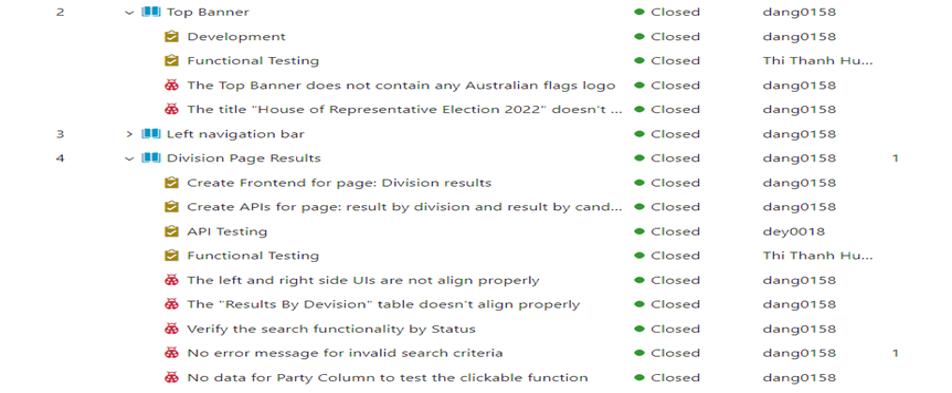 2 Top Banner Closed dang0158
Development Closed dang0158
Functional Testing Closed Thi Thanh Hu...
The Top Banner does not contain any Australian flags logo Closed dang0158
The title "House of Representative Election 2022" doesn't ... Closed dang0158
3 Left navigation bar Closed dang0158
4 Division Page Results Closed dang0158 1
Create Frontend for page: Division results Closed dang0158
Create APIs for page: result by division and result by cand... Closed dang0158
API Testing Closed dey0018
Functional Testing Closed Thi Thanh Hu...
The left and right side UIs are not align properly Closed dang0158
The "Results By Devision" table doesn't align properly Closed dang0158
Verify the search functionality by Status Closed dang0158
No error message for invalid search criteria Closed dang0158 1
No data for Party Column to test the clickable function Closed dang0158